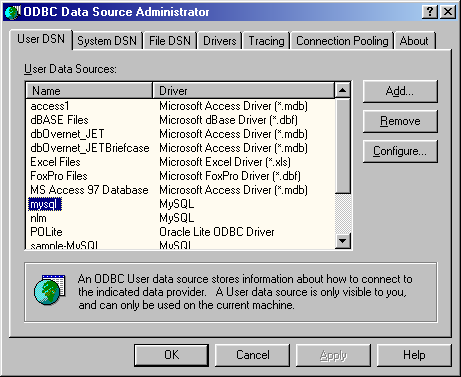 ODBC Data Source Administrator
User DSN System DSN File DSN Drivers Tracing Connection Pooling About
User Data Sources:
Name Driver
access1 Microsoft Access Driver (*.mdb)
dBASE Files Microsoft dBase Driver (*.dbf)
dbOvernet_JET Microsoft Access Driver (*.mdb)
dbOvernet_JETBriefcase Microsoft Access Driver (*.mdb)
Excel Files Microsoft Excel Driver (*.xls)
FoxPro Files Microsoft FoxPro Driver (*.dbf)
MS Access 97 Database Microsoft Access Driver (*.mdb)
mysql MySQL
nlm MySQL
POLite Oracle Lite ODBC Driver
sample-MySQL MySQL
Add...
Remove
Configure...
An ODBC User data source stores information about how to connect to
the indicated data provider. A User data source is only visible to you,
and can only be used on the current machine.
OK Cancel Apply Help